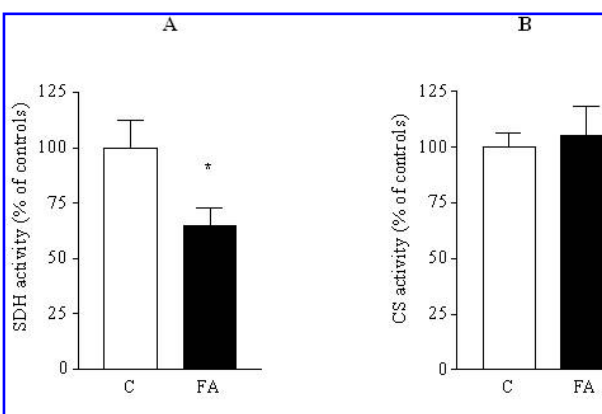 A
B
SDH activity (% of controls)
125
100
75
50
25
0
*
C
FA
CS activity (% of controls)
125
100
75
50
25
0
C
FA